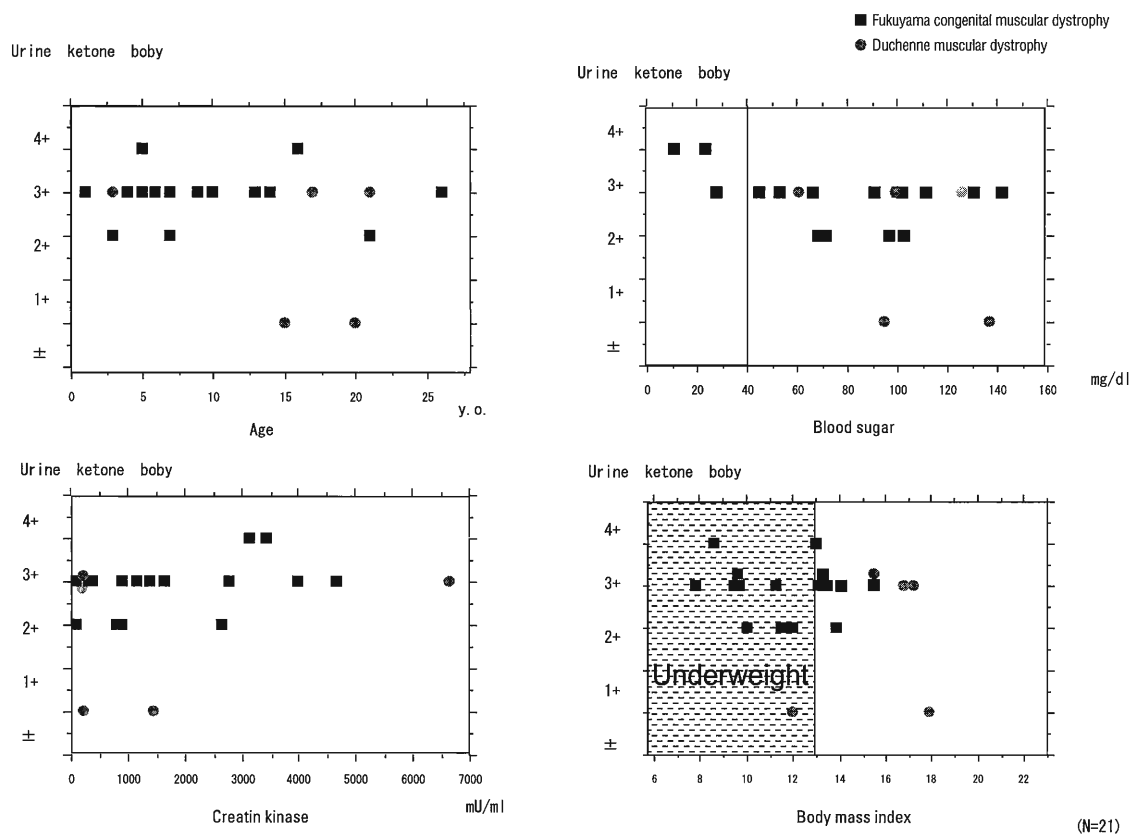 ■ Fukuyama congenital muscular dystrophy
● Duchenne muscular dystrophy
Urine ketone boby
4+
3+
2+
1+
±
0 5 10 15 20 25
y.o.
Age
Urine ketone boby
4+
3+
2+
1+
±
0 20 40 60 80 100 120 140 160
mg/dl
Blood sugar
Urine ketone boby
4+
3+
2+
1+
±
0 1000 2000 3000 4000 5000 6000 7000
mU/ml
Creatin kinase
Urine ketone boby
4+
3+
2+
1+
±
Underweight
6 8 10 12 14 16 18 20 22
Body mass index
(N=21)